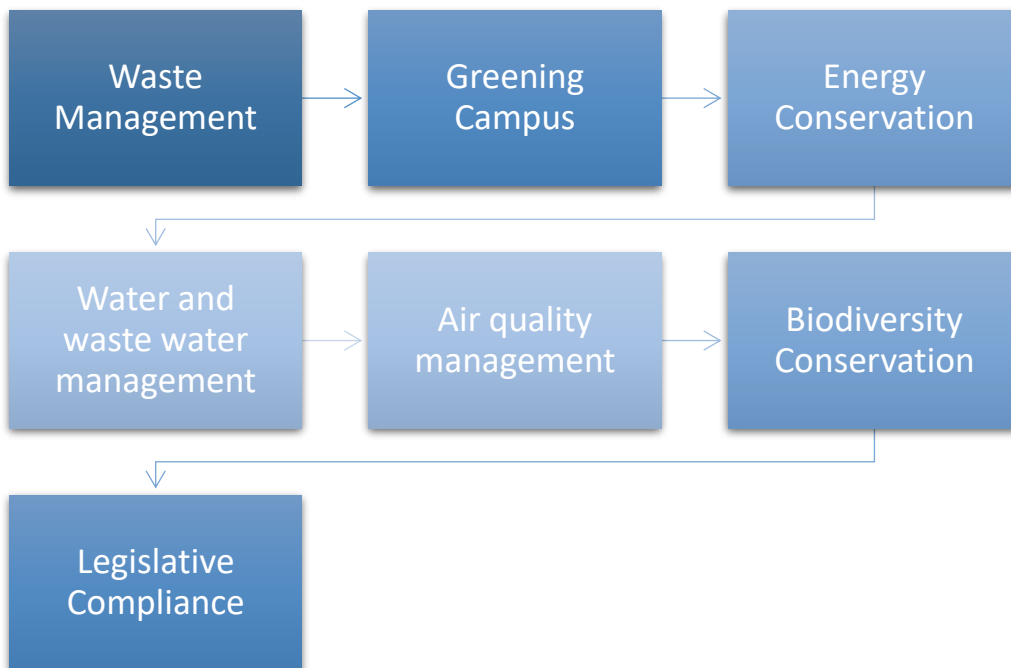 Waste
Management
Greening
Campus
Energy
Conservation
Water and
waste water
management
Air quality
management
Biodiversity
Conservation
Legislative
Compliance